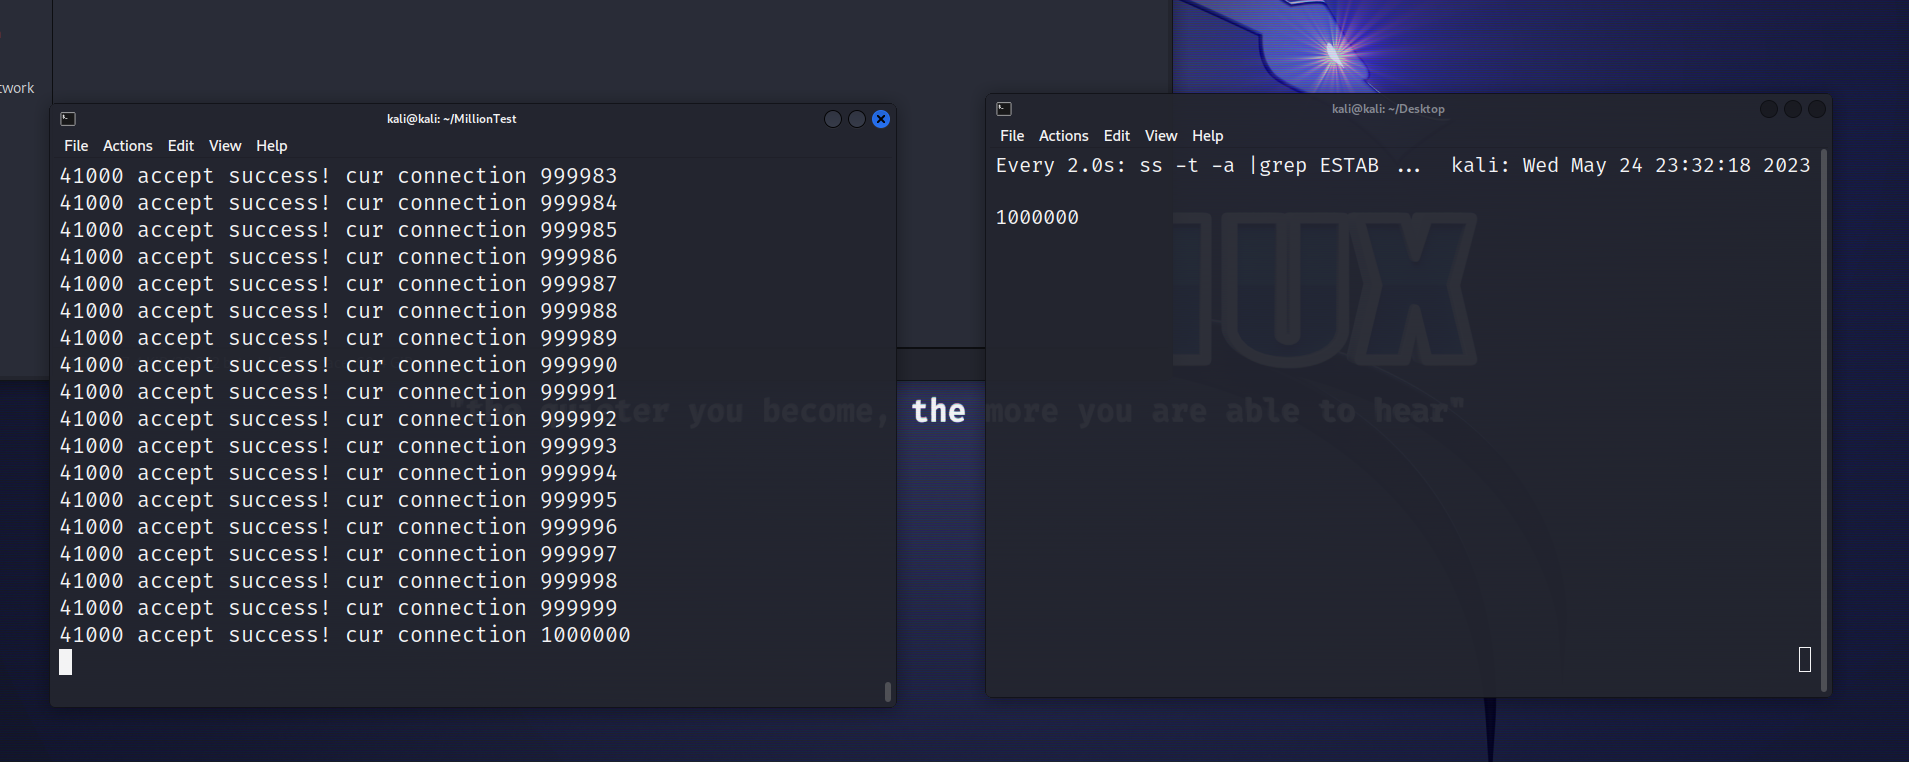 twork
kali@kali: ~/MillionTest
File Actions Edit View Help
41000 accept success! cur connection 999983
41000 accept success! cur connection 999984
41000 accept success! cur connection 999985
41000 accept success! cur connection 999986
41000 accept success! cur connection 999987
41000 accept success! cur connection 999988
41000 accept success! cur connection 999989
41000 accept success! cur connection 999990
41000 accept success! cur connection 999991
41000 accept success! cur connection 999992
41000 accept success! cur connection 999993
41000 accept success! cur connection 999994
41000 accept success! cur connection 999995
41000 accept success! cur connection 999996
41000 accept success! cur connection 999997
41000 accept success! cur connection 999998
41000 accept success! cur connection 999999
41000 accept success! cur connection 1000000
kali@kali: ~/Desktop
File Actions Edit View Help
Every 2.0s: ss -t -a |grep ESTAB ... kali: Wed May 24 23:32:18 2023
1000000
UX
you become, the more you are able to hear"